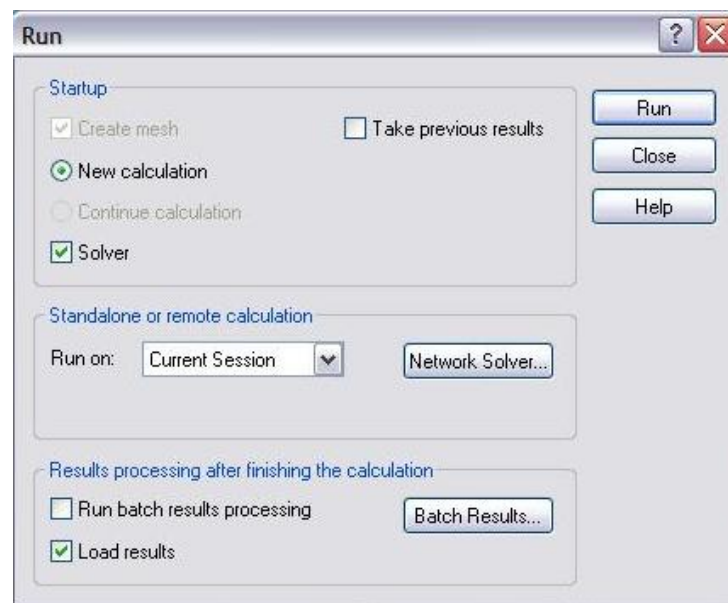 Run
Startup
Create mesh
Take previous results
New calculation
Continue calculation
Solver
Run
Close
Help
Standalone or remote calculation
Run on: Current Session
Network Solver...
Results processing after finishing the calculation
Run batch results processing
Batch Results...
Load results